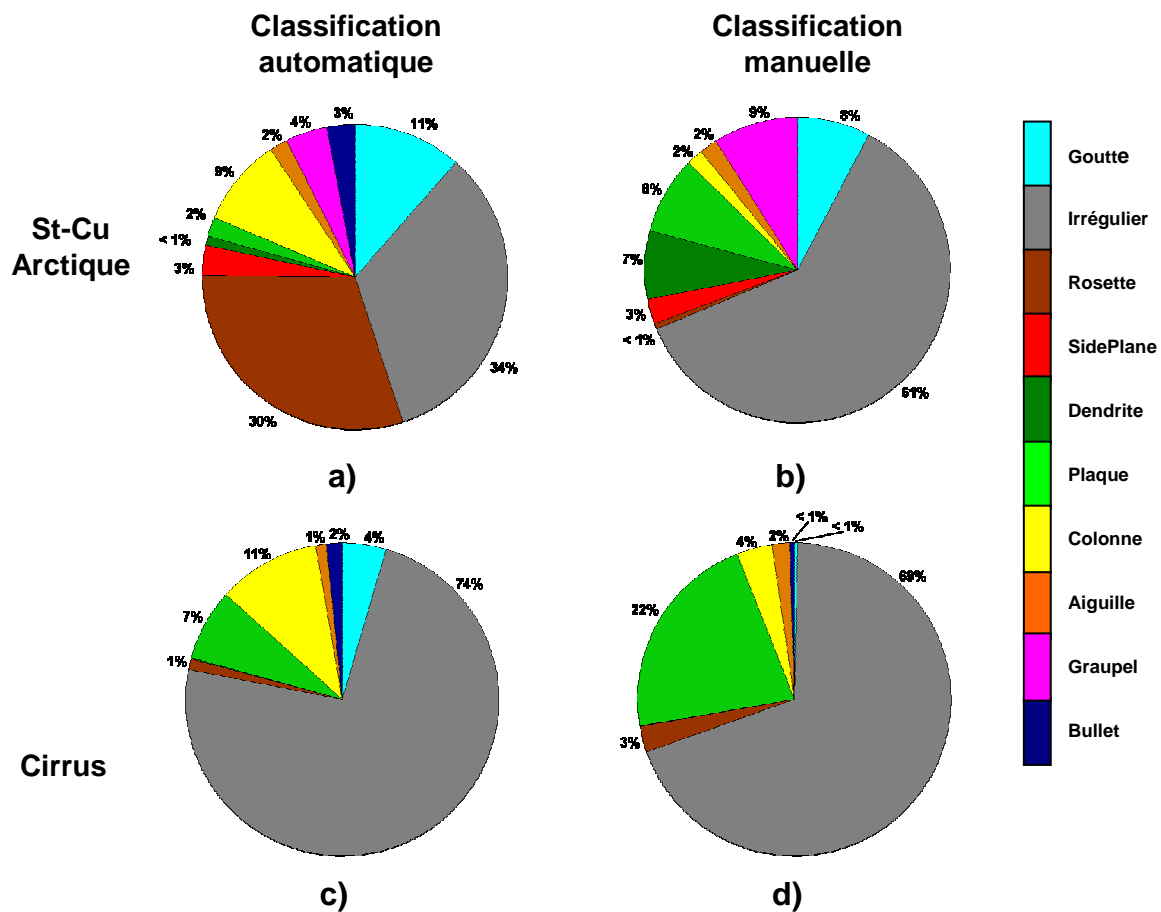 Classification
automatique
Classification
manuelle
St-Cu
Arctique
3%
4%
2%
9%
2%
< 1%
3%
30%
34%
11%
a)
9%
2%
2%
8%
7%
3%
< 1%
61%
8%
b)
Cirrus
2%
1%
11%
7%
1%
74%
4%
c)
< 1%
< 1%
2%
4%
22%
3%
69%
d)
Goutte
Irrégulier
Rosette
SidePlane
Dendrite
Plaque
Colonne
Aiguille
Graupel
Bullet